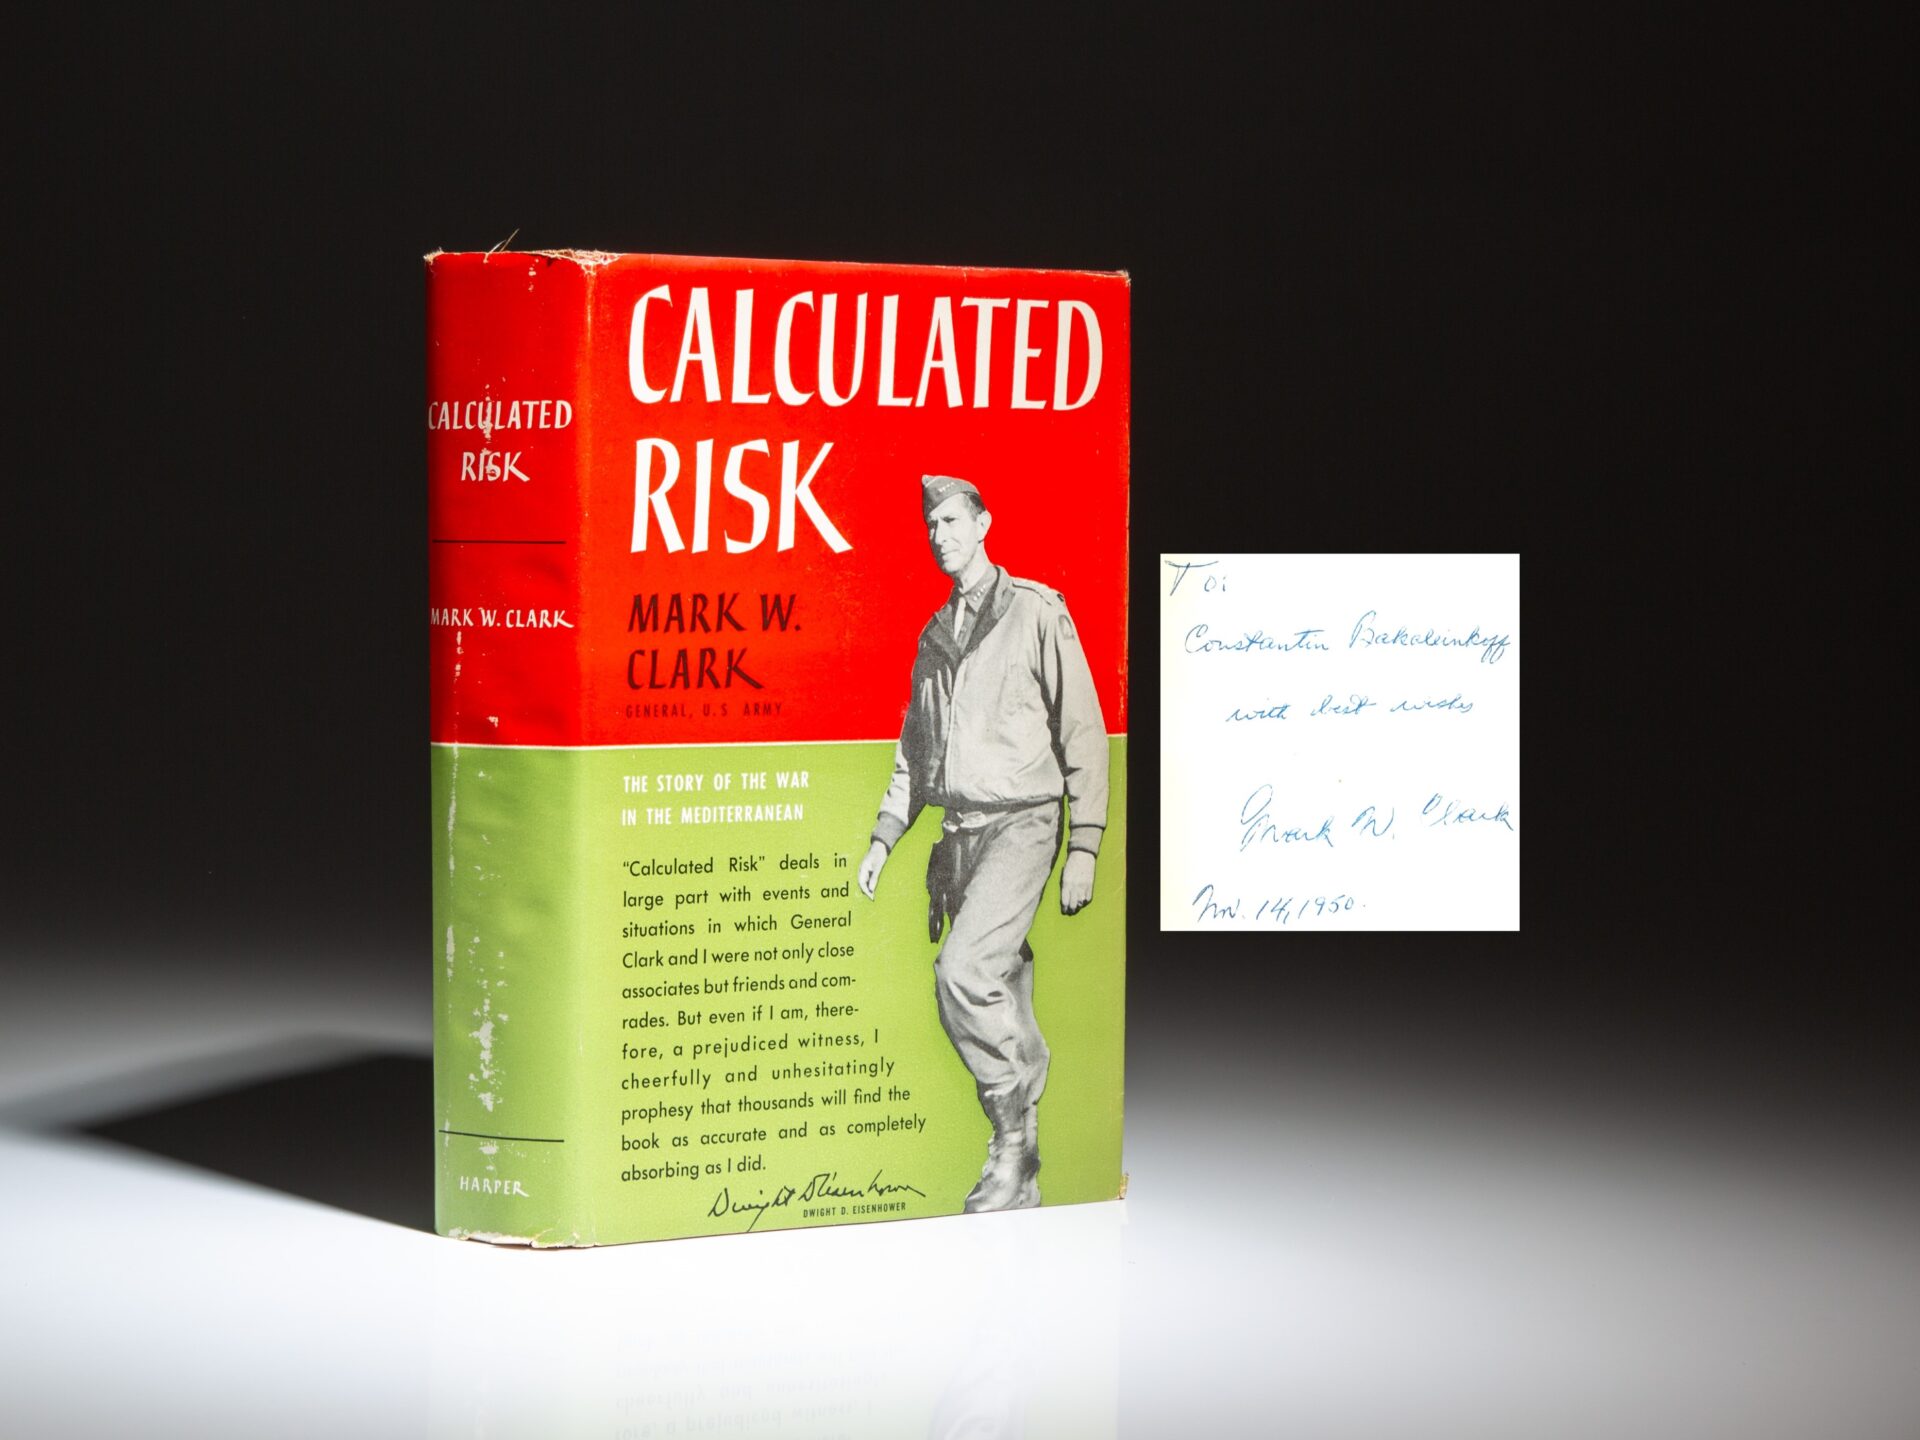 CALCULATED
RISK
MARK W. CLARK
HARPER
CALCULATED
RISK
MARK W.
CLARK
GENERAL, U.S. ARMY
THE STORY OF THE WAR
IN THE MEDITERRANEAN
"Calculated Risk" deals in
large part with events and
situations in which General
Clark and I were not only close
associates but friends and com-
rades. But even if I am, there-
fore, a prejudiced witness, I
cheerfully and unhesitatingly
prophesy that thousands will find the
book as accurate and as completely
absorbing as I did.
Dwight D Eisenhower
DWIGHT D. EISENHOWER
To:
Constantin Bakaleinkoff
with best wishes
Mark W. Clark
Nov. 14, 1950.